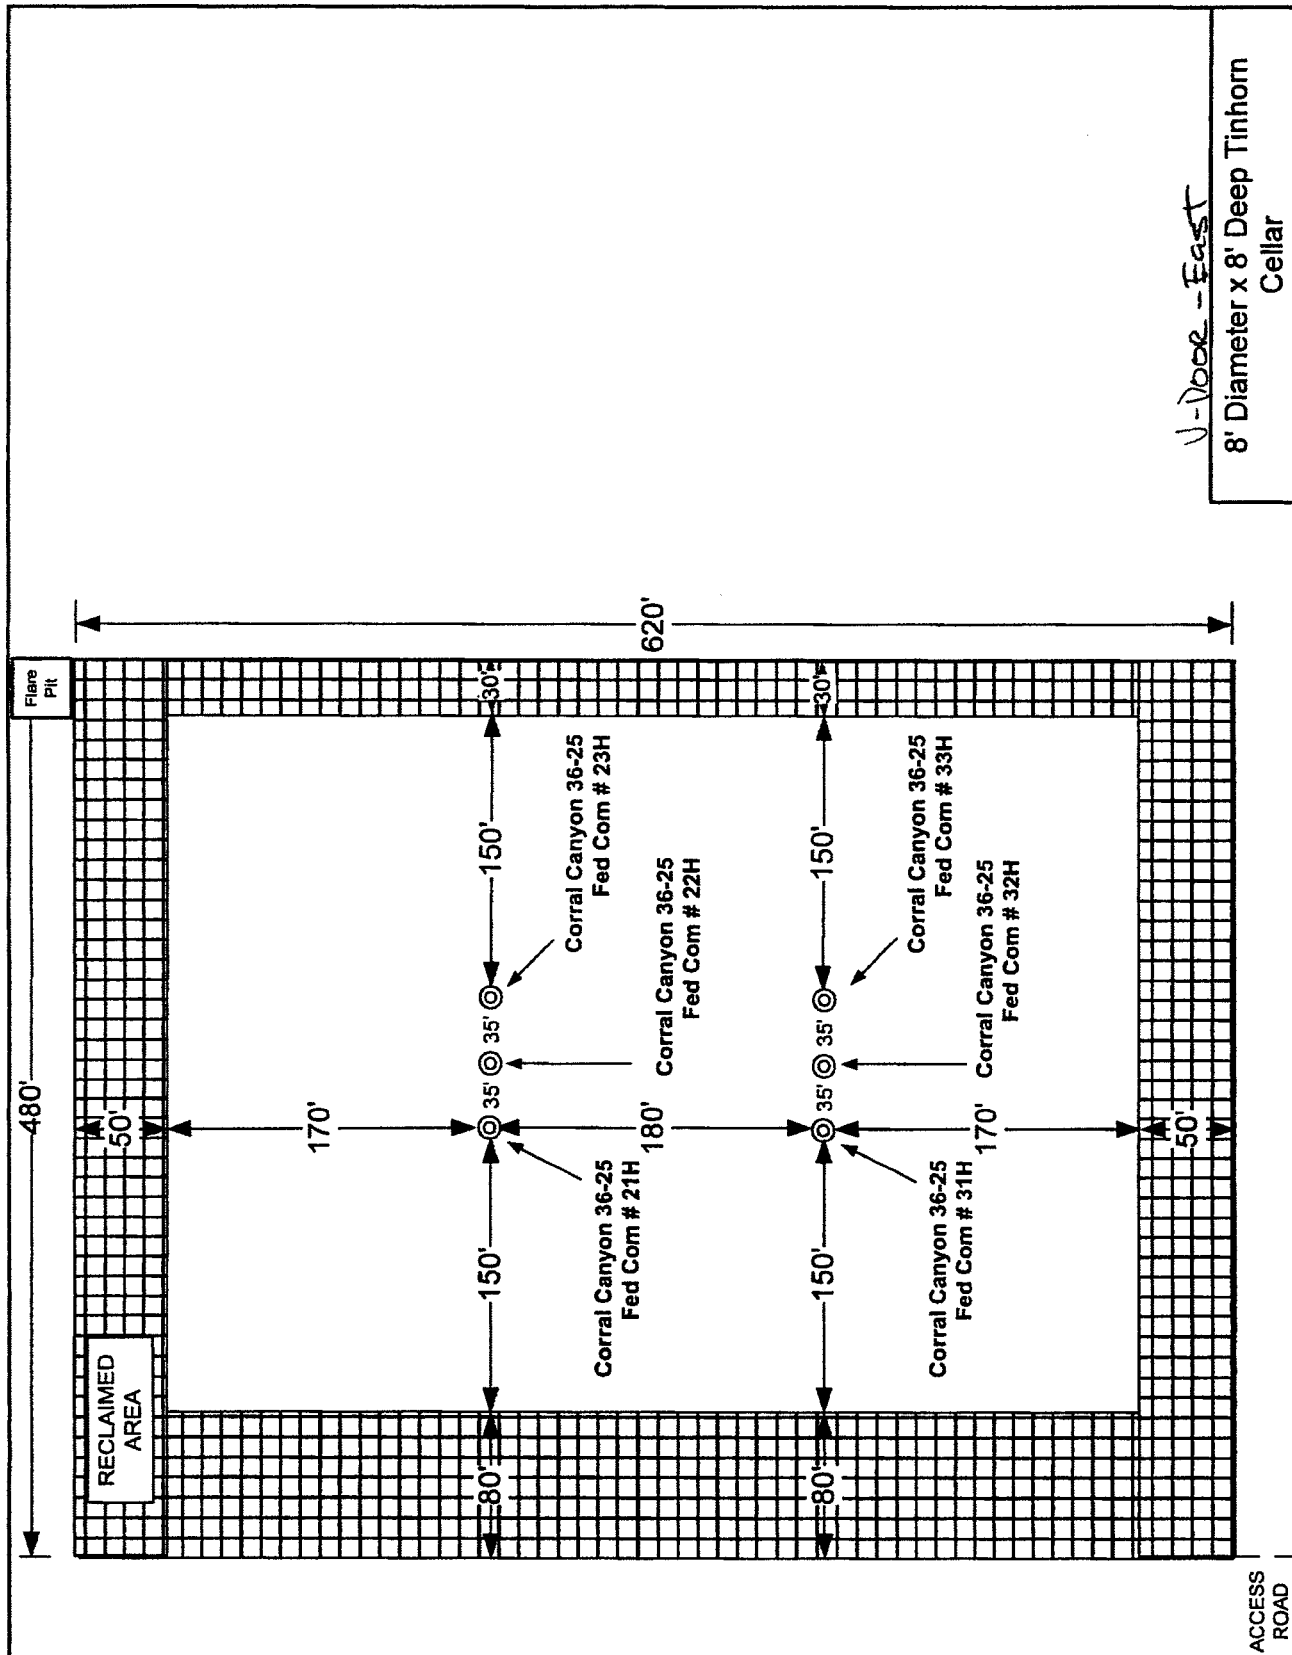 480'
Flare
Pit
RECLAIMED
AREA
50'
170'
620'
80'
150'
35'
35'
150'
30'
Corral Canyon 36-25
Fed Com # 21H
Corral Canyon 36-25
Fed Com # 22H
Corral Canyon 36-25
Fed Com # 23H
180'
80'
150'
35'
35'
150'
30'
Corral Canyon 36-25
Fed Com # 31H
Corral Canyon 36-25
Fed Com # 32H
Corral Canyon 36-25
Fed Com # 33H
170'
50'
ACCESS
ROAD
V-Door - East
8' Diameter x 8' Deep Tinhorn
Cellar